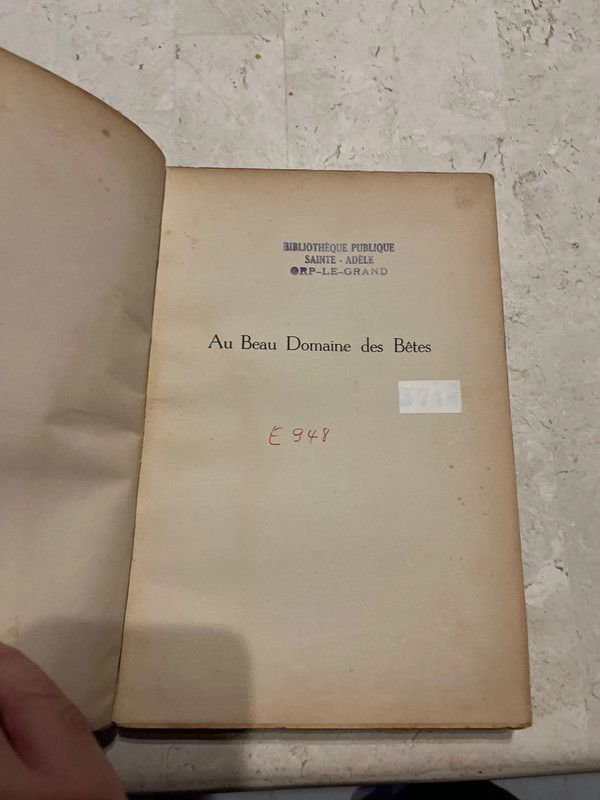 BIBLIOTHÈQUE PUBLIQUE
SAINTE - ADÈLE
ORP-LE-GRAND
Au Beau Domaine des Bêtes
E 948